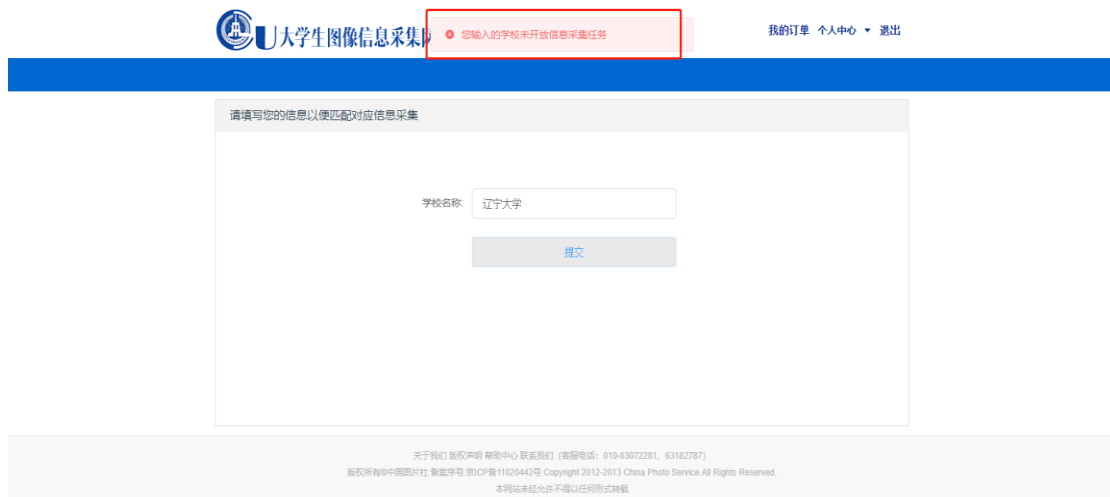 大学生图像信息采集网
您输入的学校未开放信息采集任务
我的订单 个人中心 退出
请填写您的信息以便匹配对应信息采集
学校名称:
辽宁大学
提交
关于我们 版权声明 帮助中心 联系我们（客服电话：010-63072281、63182787）
版权所有©中国图片社 备案序号:京ICP备11020442号 Copyright 2012-2013 China Photo Service.All Rights Reserved.
本网站未经允许不得以任何形式转载